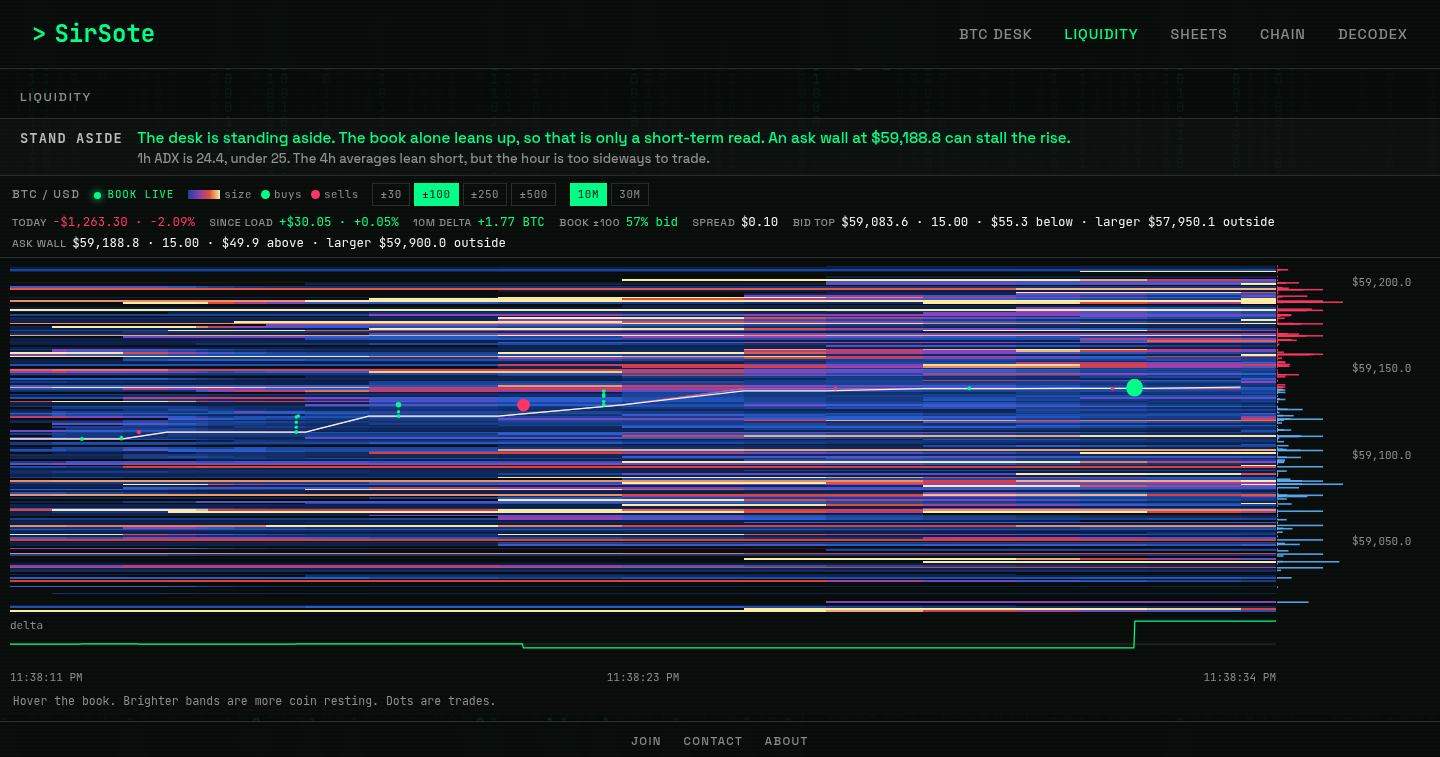 > SirSote
BTC DESK LIQUIDITY SHEETS CHAIN DECODEX
LIQUIDITY
STAND ASIDE The desk is standing aside. The book alone leans up, so that is only a short-term read. An ask wall at $59,188.8 can stall the rise.
1h ADX is 24.4, under 25. The 4h averages lean short, but the hour is too sideways to trade.
BTC / USD BOOK LIVE size buys sells ±30 ±100 ±250 ±500 10M 30M
TODAY -$1,263.30 · -2.09% SINCE LOAD +$30.05 · +0.05% 10M DELTA +1.77 BTC BOOK ±100 57% bid SPREAD $0.10 BID TOP $59,083.6 · 15.00 · $55.3 below · larger $57,950.1 outside
ASK WALL $59,188.8 · 15.00 · $49.9 above · larger $59,900.0 outside
$59,200.0
$59,150.0
$59,100.0
$59,050.0
delta
11:38:11 PM 11:38:23 PM 11:38:34 PM
Hover the book. Brighter bands are more coin resting. Dots are trades.
JOIN CONTACT ABOUT